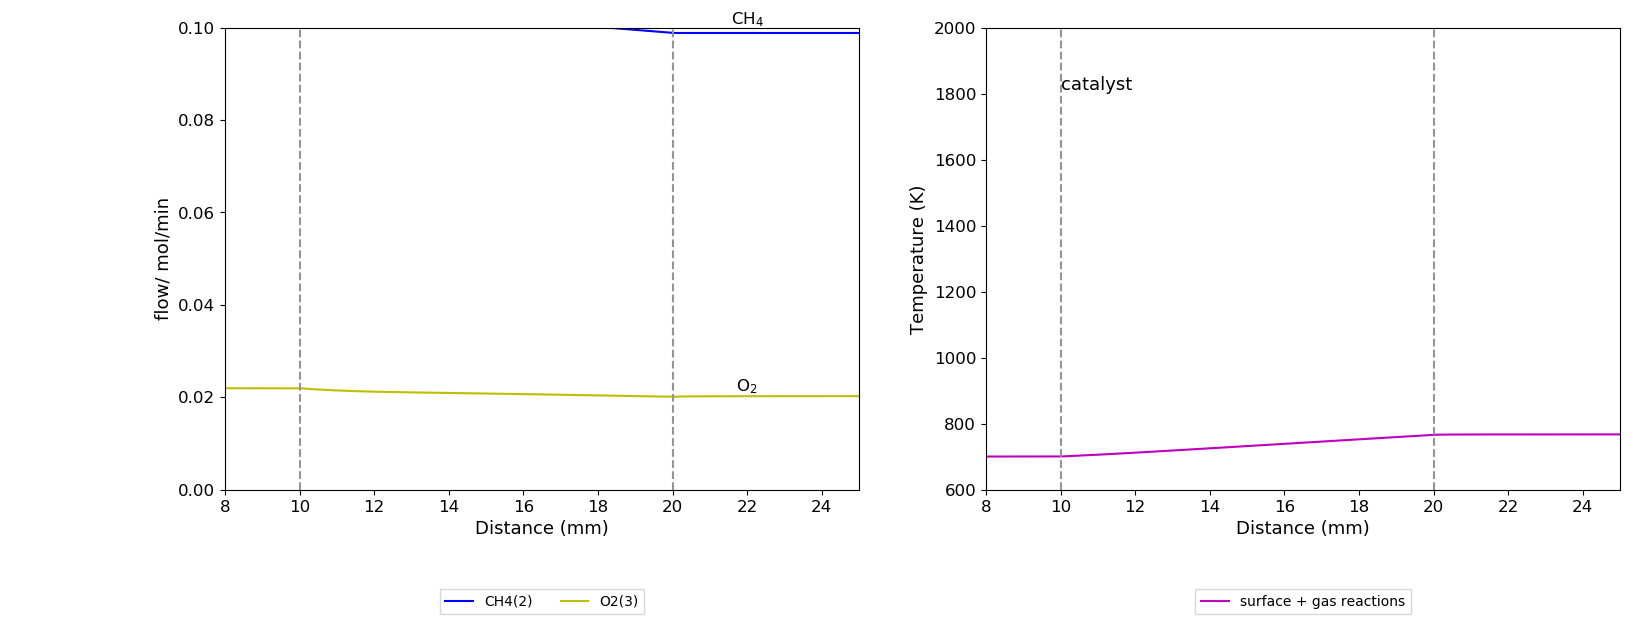 CH₄
0.10
0.08
0.06
0.04
0.02
0.00
flow/ mol/min
O₂
8 10 12 14 16 18 20 22 24
Distance (mm)
CH4(2) O2(3)
2000
1800
1600
1400
1200
1000
800
600
Temperature (K)
catalyst
8 10 12 14 16 18 20 22 24
Distance (mm)
surface + gas reactions